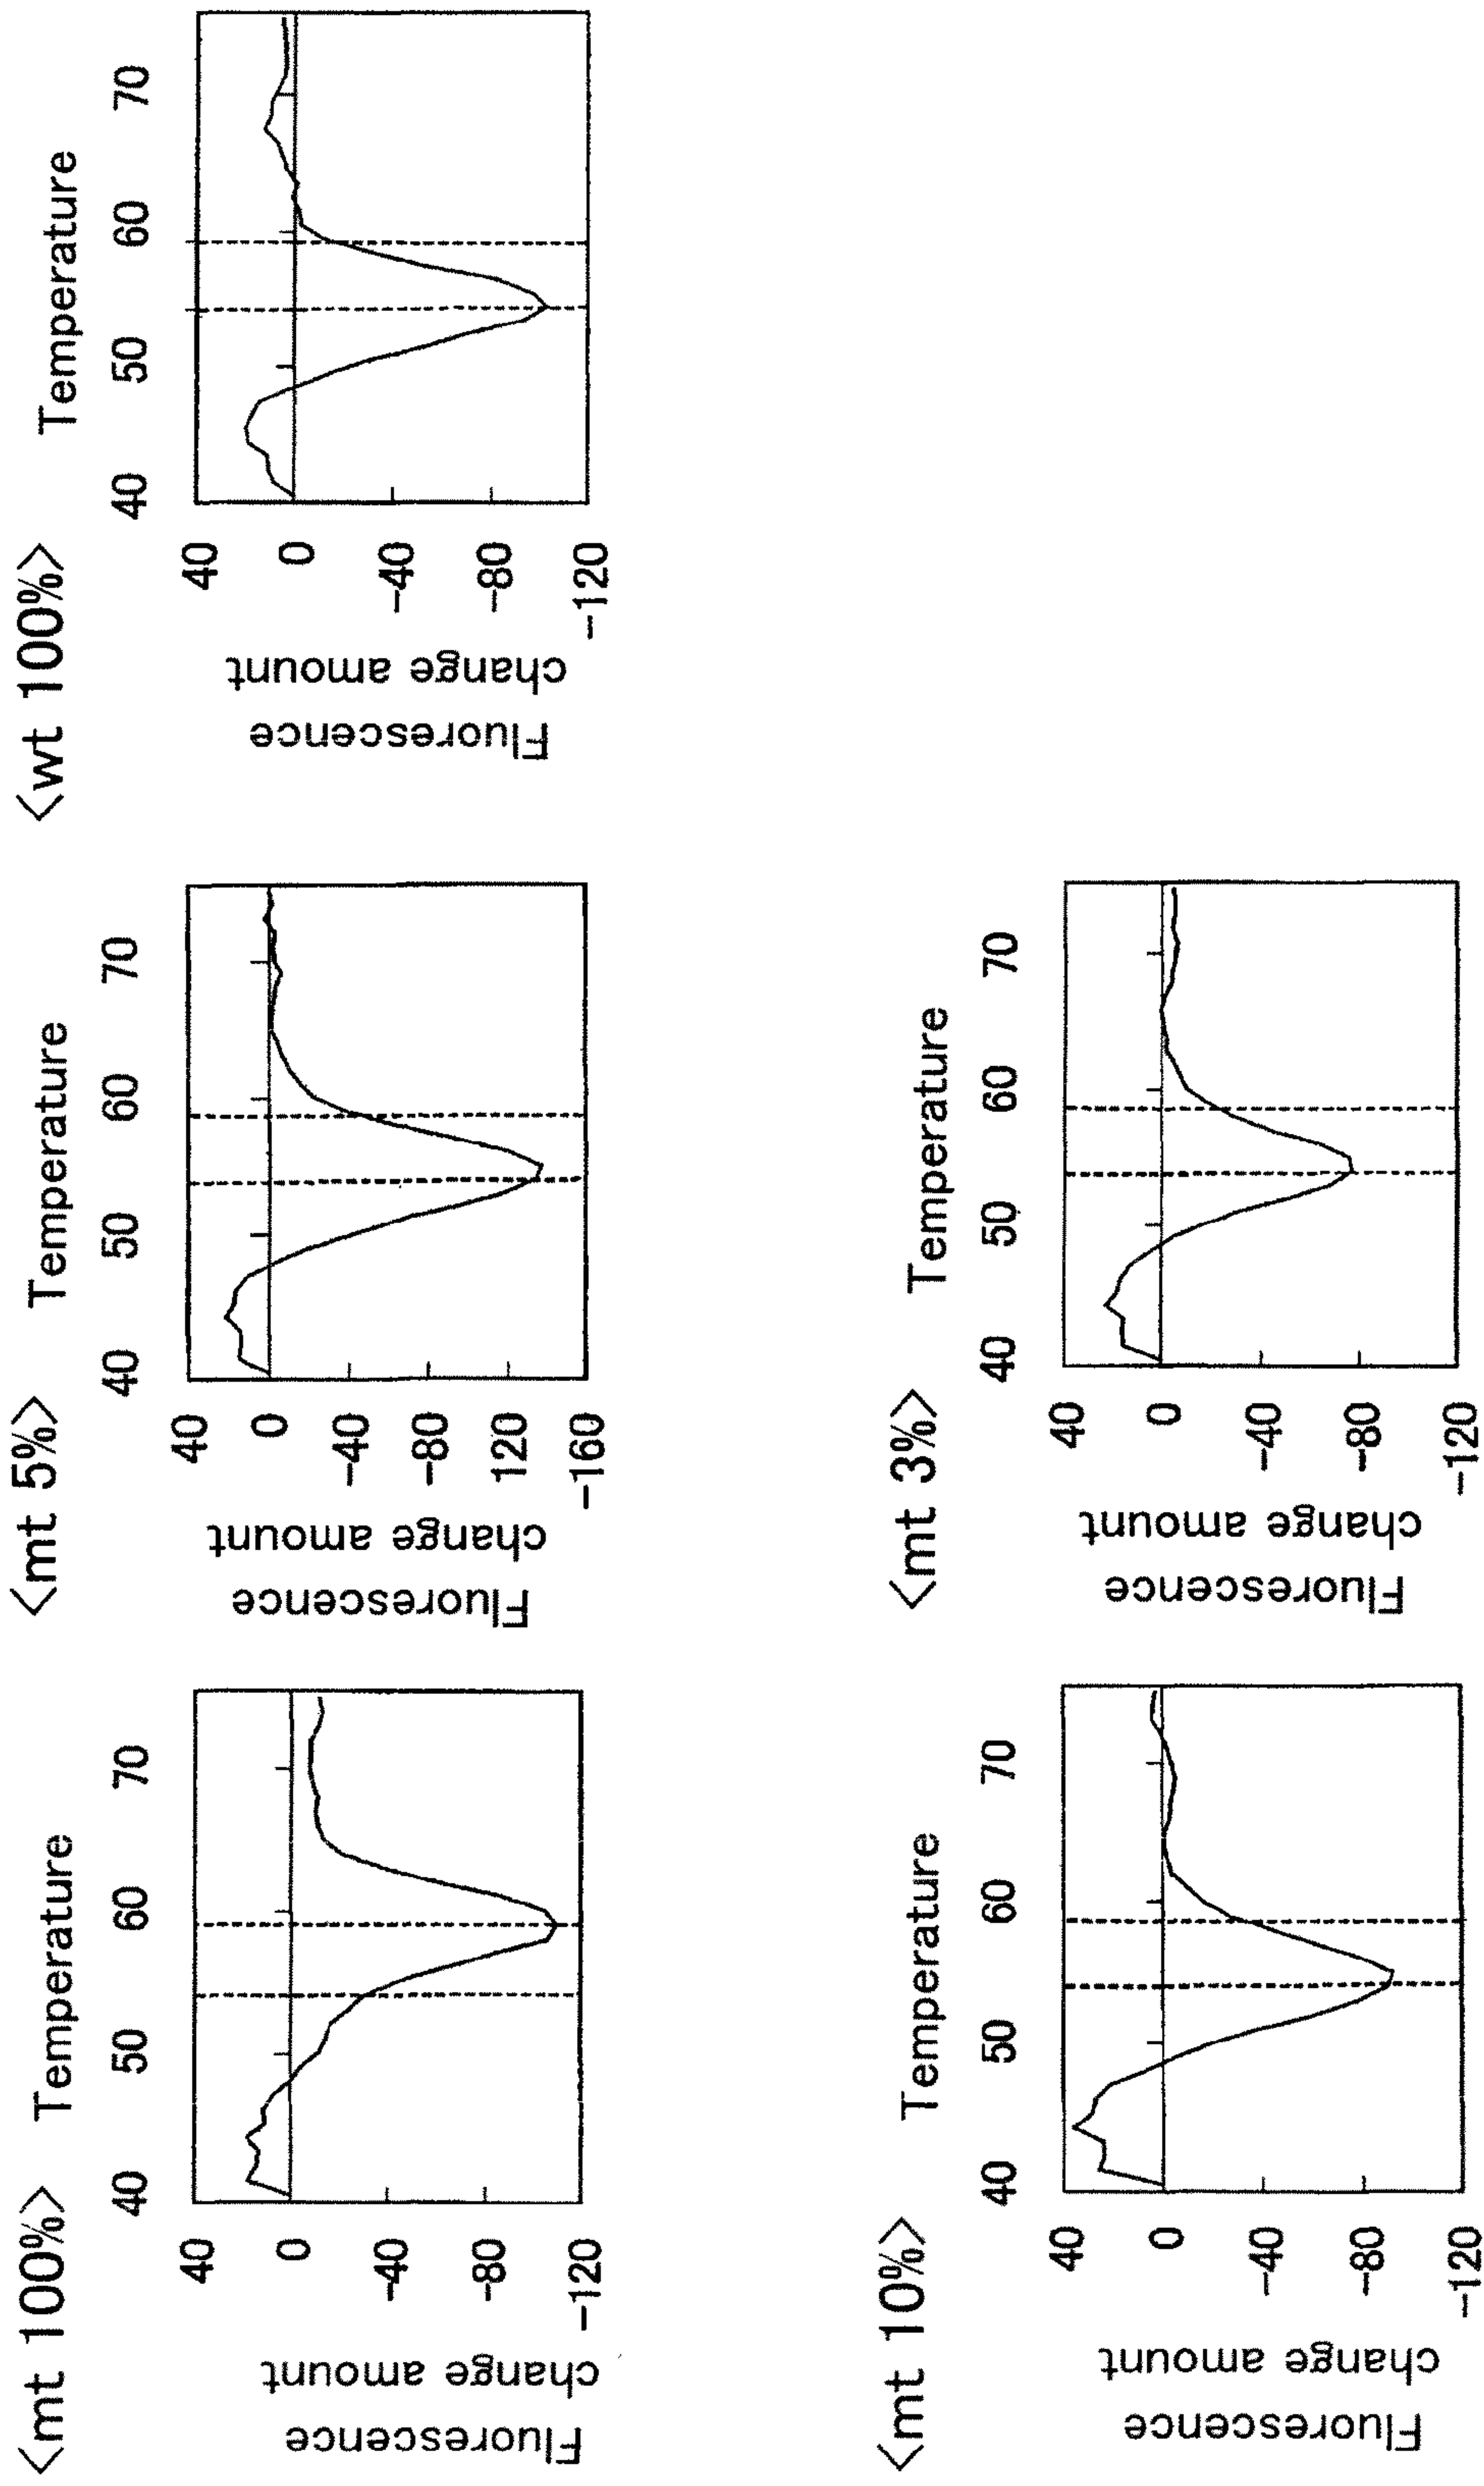 <mt 100%>
Temperature
40 50 60 70
40
0
-40
-80
-120
Fluorescence
change amount
<mt 5%>
Temperature
40 50 60 70
40
0
-40
-80
120
-160
Fluorescence
change amount
<wt 100%>
Temperature
40 50 60 70
40
0
-40
-80
-120
Fluorescence
change amount
<mt 10%>
Temperature
40 50 60 70
40
0
-40
-80
-120
Fluorescence
change amount
<mt 3%>
Temperature
40 50 60 70
40
0
-40
-80
-120
Fluorescence
change amount